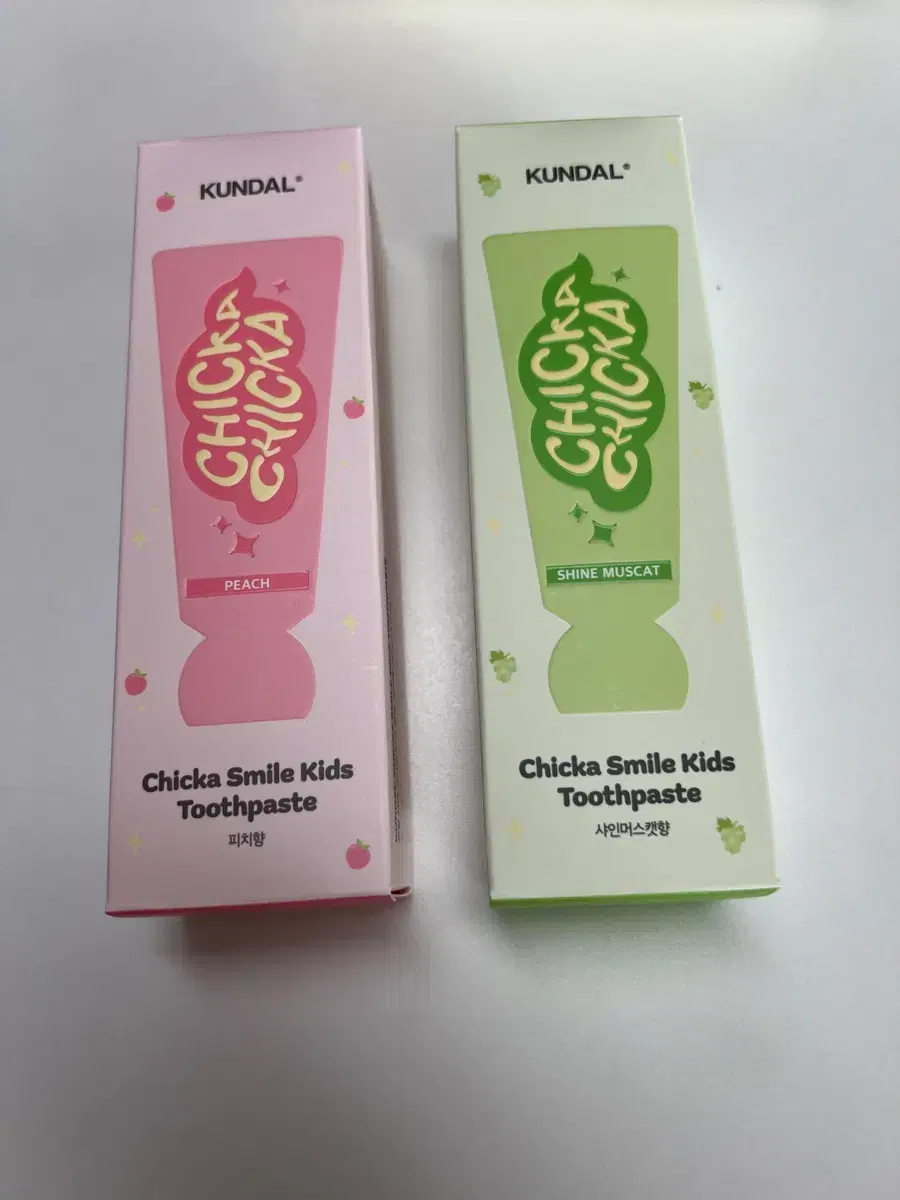 KUNDAL®
CHICKA
CHICKA
PEACH
Chicka Smile Kids
Toothpaste
피치향
KUNDAL®
CHICKA
CHICKA
SHINE MUSCAT
Chicka Smile Kids
Toothpaste
샤인머스캣향